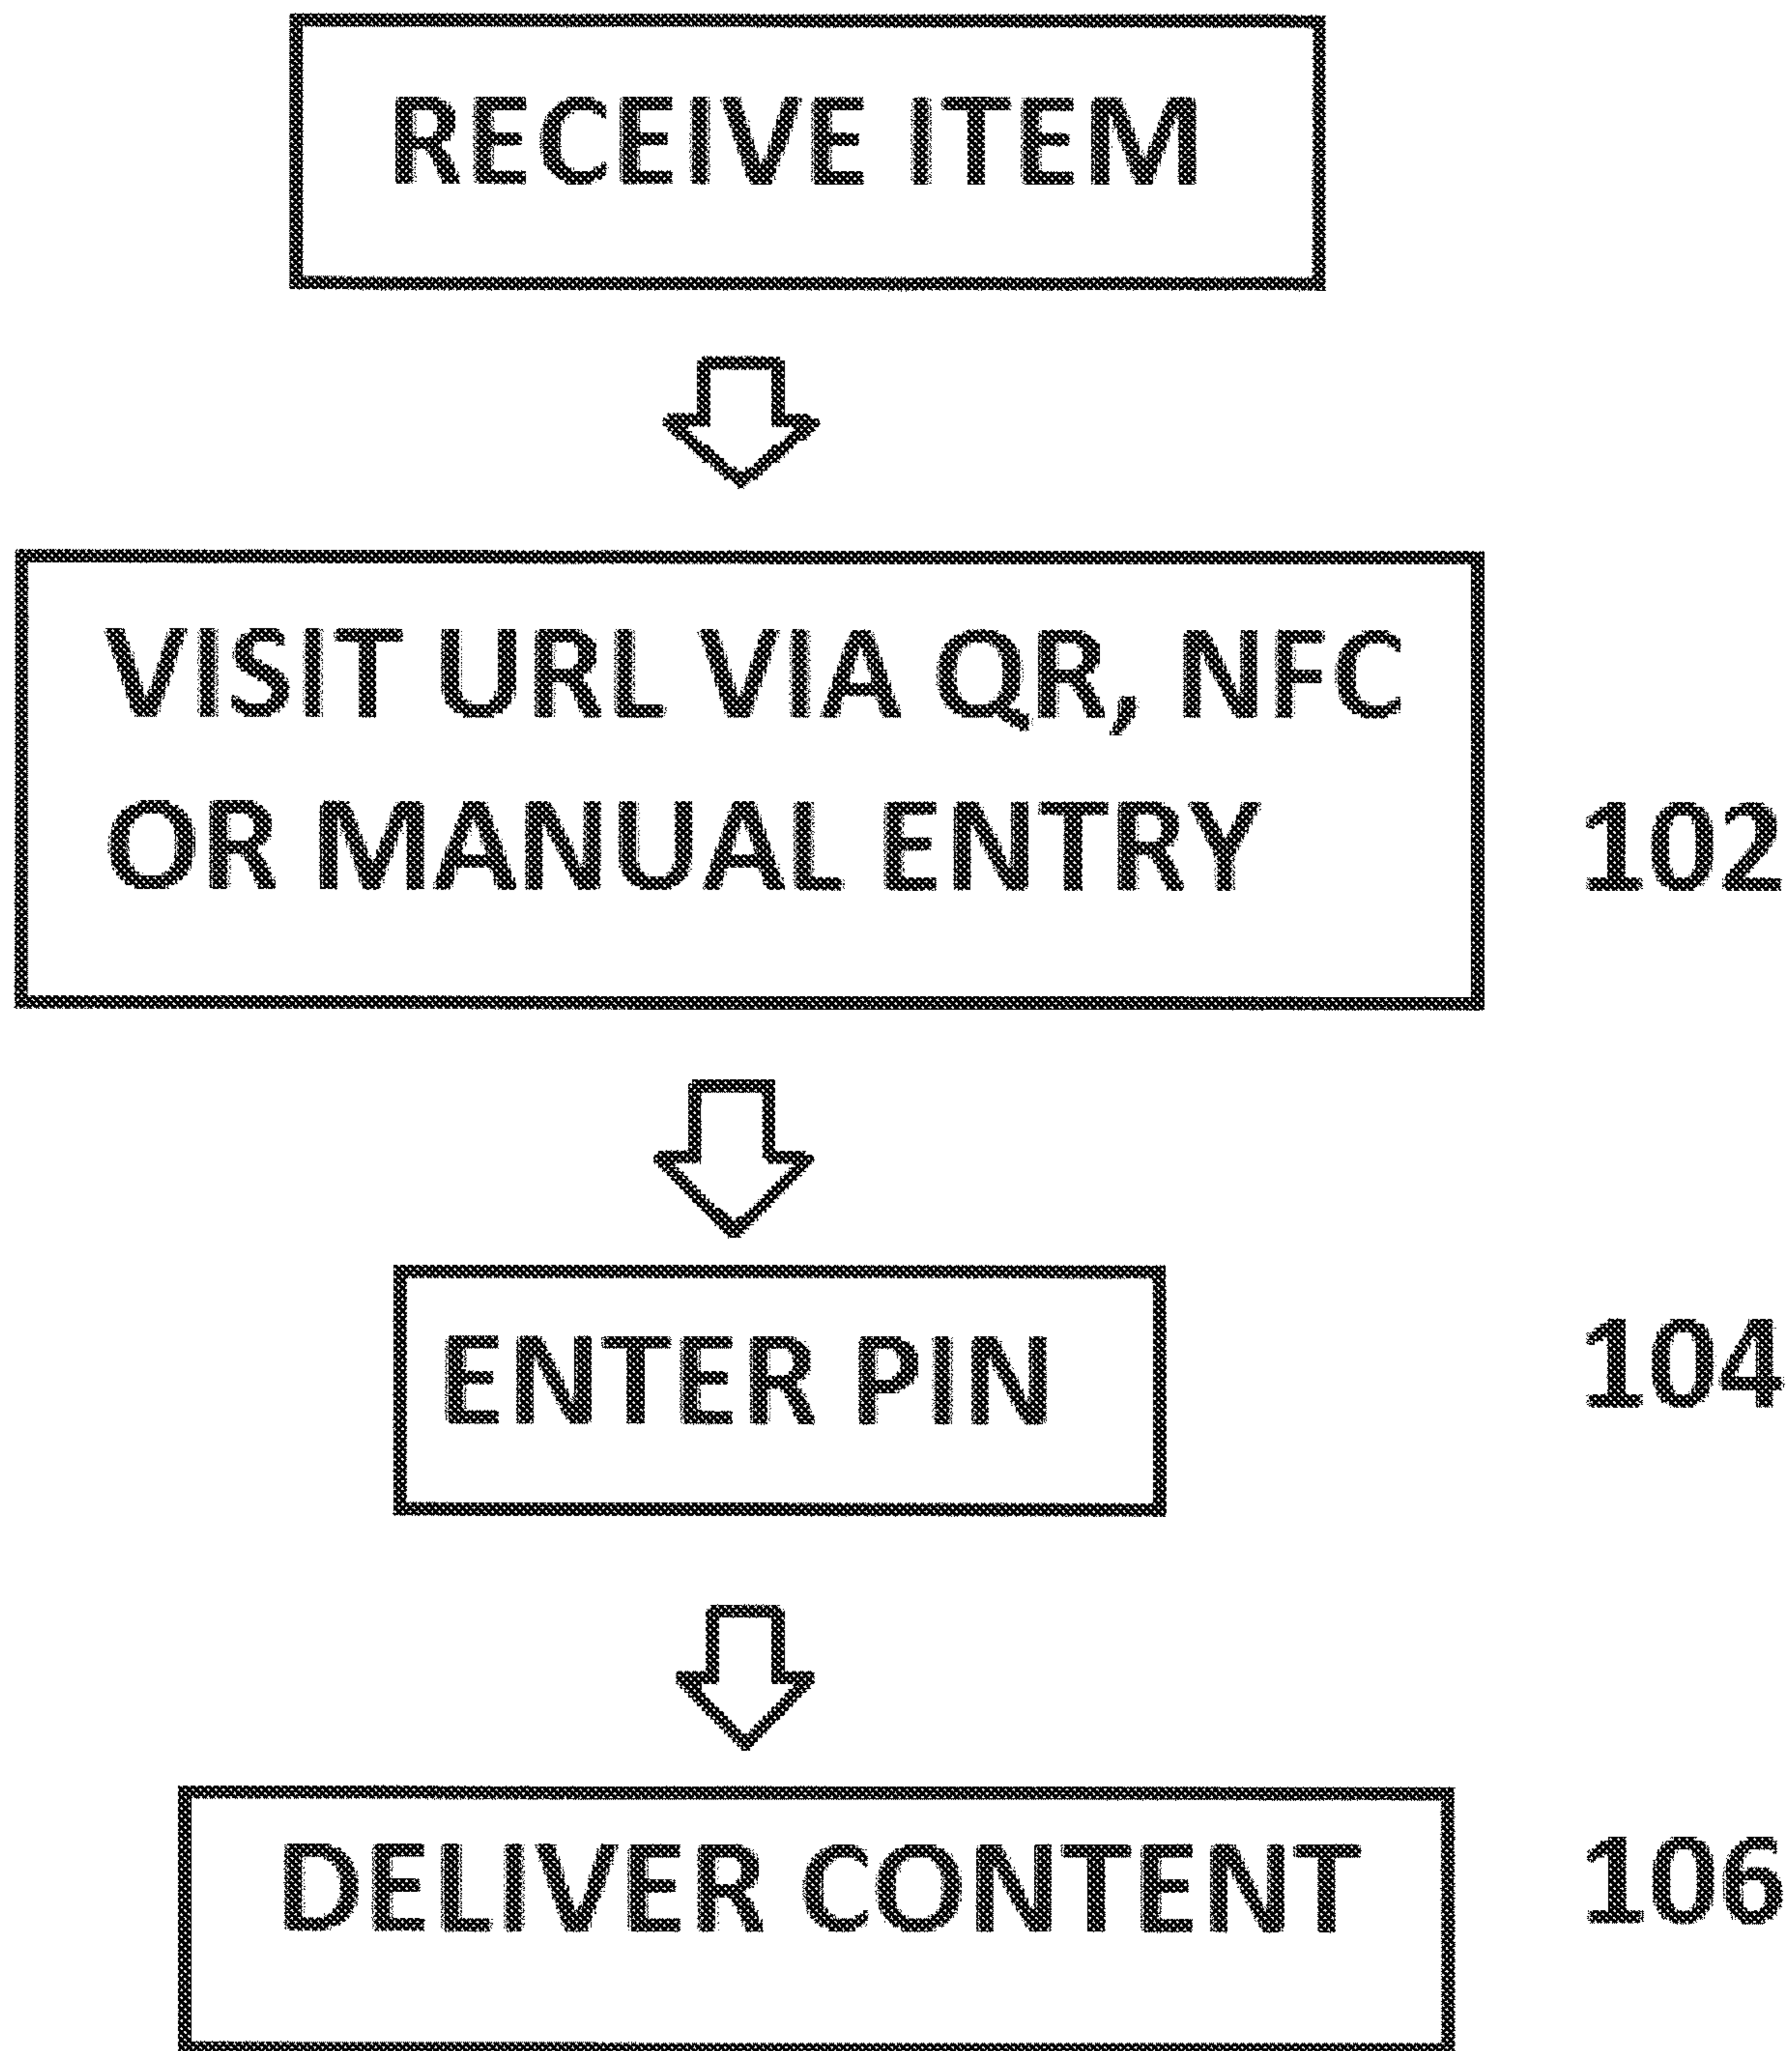 RECEIVE ITEM
VISIT URL VIA QR, NFC
OR MANUAL ENTRY
102
ENTER PIN
104
DELIVER CONTENT
106